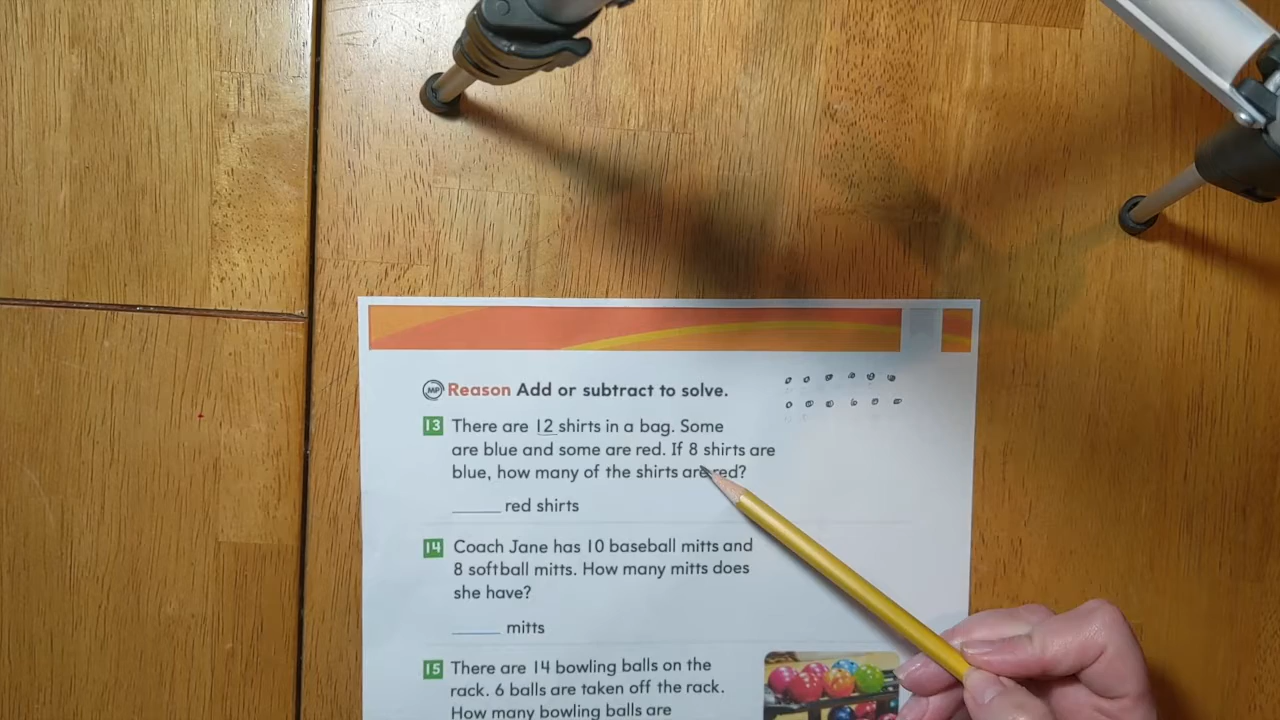 MP Reason Add or subtract to solve.
13 There are 12 shirts in a bag. Some
are blue and some are red. If 8 shirts are
blue, how many of the shirts are red?
_____ red shirts
14 Coach Jane has 10 baseball mitts and
8 softball mitts. How many mitts does
she have?
_____ mitts
15 There are 14 bowling balls on the
rack. 6 balls are taken off the rack.
How many bowling balls are